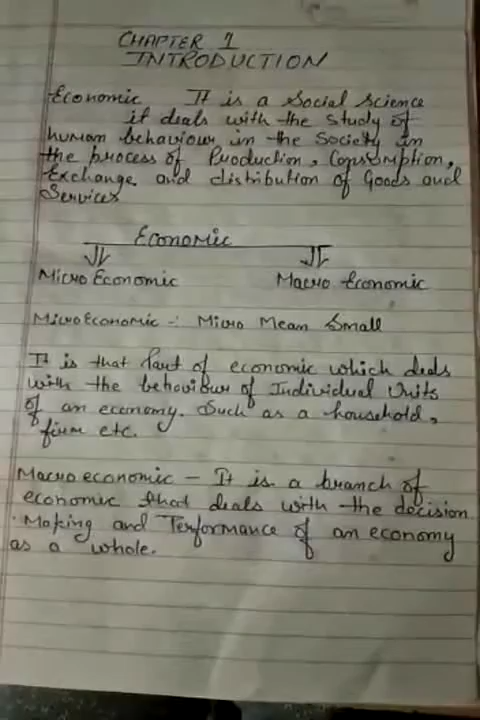 CHAPTER 1
INTRODUCTION
Economic It is a Social Science
it deals with the study of
human behaviour in the Society in
the process of Production, Consomption,
Exchange and distribution of Goods and
Services
Economic
Micro Economic Macro Economic
MicroEconomic -: Micro Mean Small
It is that Part of economic which deals
with the behaviour of Individual Units
of an economy. Such as a household,
firm etc.
Macro economic - It is a branch of
economic that deals with the decision
Making and Performance of an economy
as a whole.